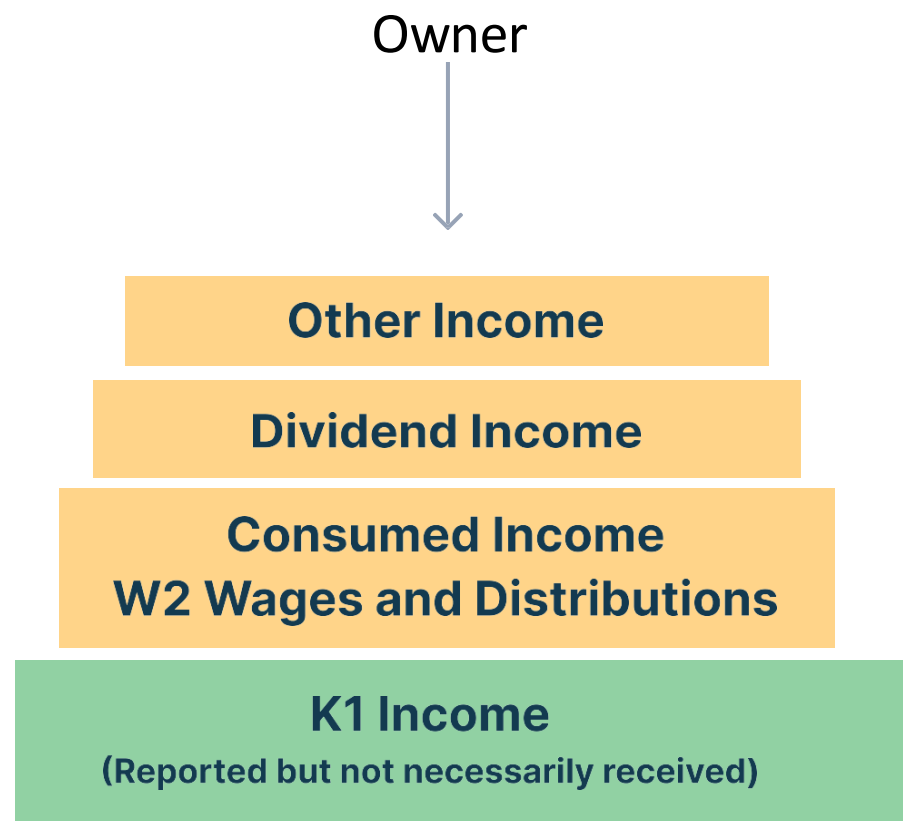 Owner
Other Income
Dividend Income
Consumed Income
W2 Wages and Distributions
K1 Income
(Reported but not necessarily received)